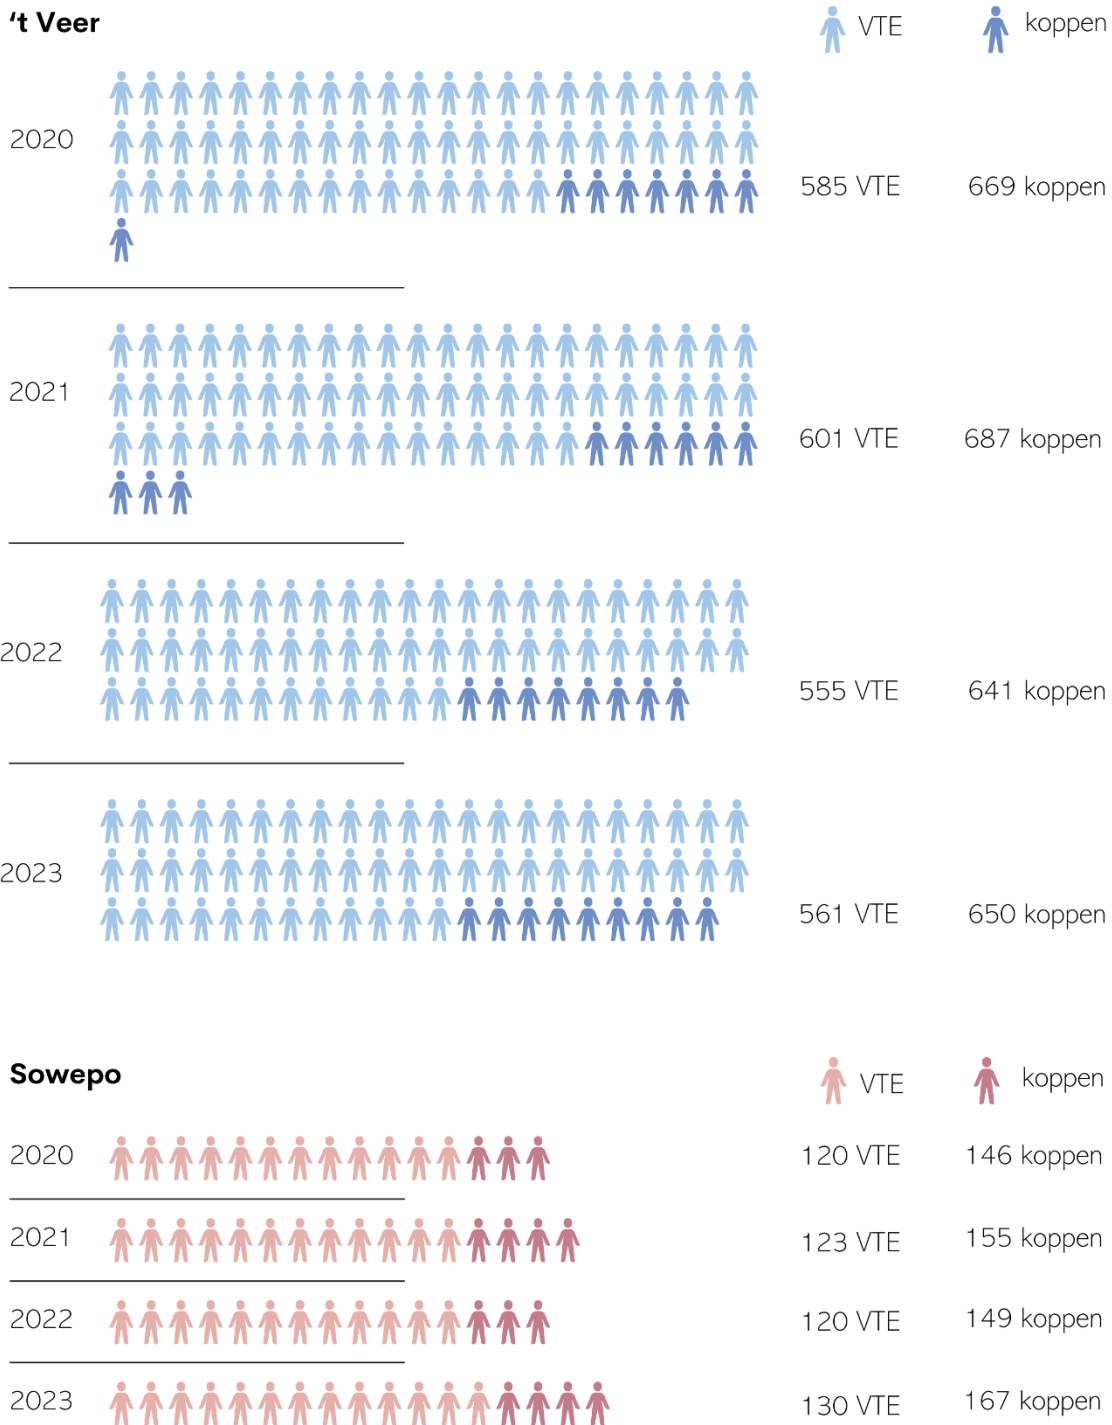 ‘t Veer
VTE koppen
2020
585 VTE 669 koppen
2021
601 VTE 687 koppen
2022
555 VTE 641 koppen
2023
561 VTE 650 koppen
Sowepo
VTE koppen
2020 120 VTE 146 koppen
2021 123 VTE 155 koppen
2022 120 VTE 149 koppen
2023 130 VTE 167 koppen